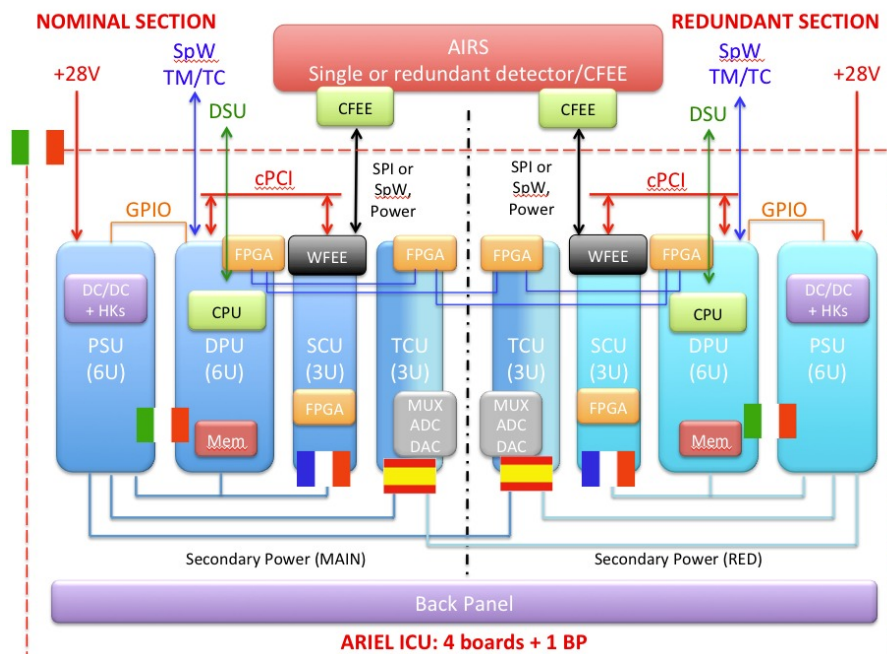 NOMINAL SECTION
REDUNDANT SECTION
+28V
SpW
TM/TC
DSU
AIRS
Single or redundant detector/CFEE
CFEE
CFEE
SpW
TM/TC
DSU
+28V
cPCI
SPI or
SpW,
Power
SPI or
SpW,
Power
cPCI
GPIO
GPIO
FPGA
WFEE
FPGA
FPGA
WFEE
FPGA
DC/DC
+ HKs
CPU
CPU
DC/DC
+ HKs
PSU
(6U)
DPU
(6U)
SCU
(3U)
TCU
(3U)
TCU
(3U)
SCU
(3U)
DPU
(6U)
PSU
(6U)
Mem
FPGA
MUX
ADC
DAC
MUX
ADC
DAC
FPGA
Mem
Secondary Power (MAIN)
Secondary Power (RED)
Back Panel
ARIEL ICU: 4 boards + 1 BP